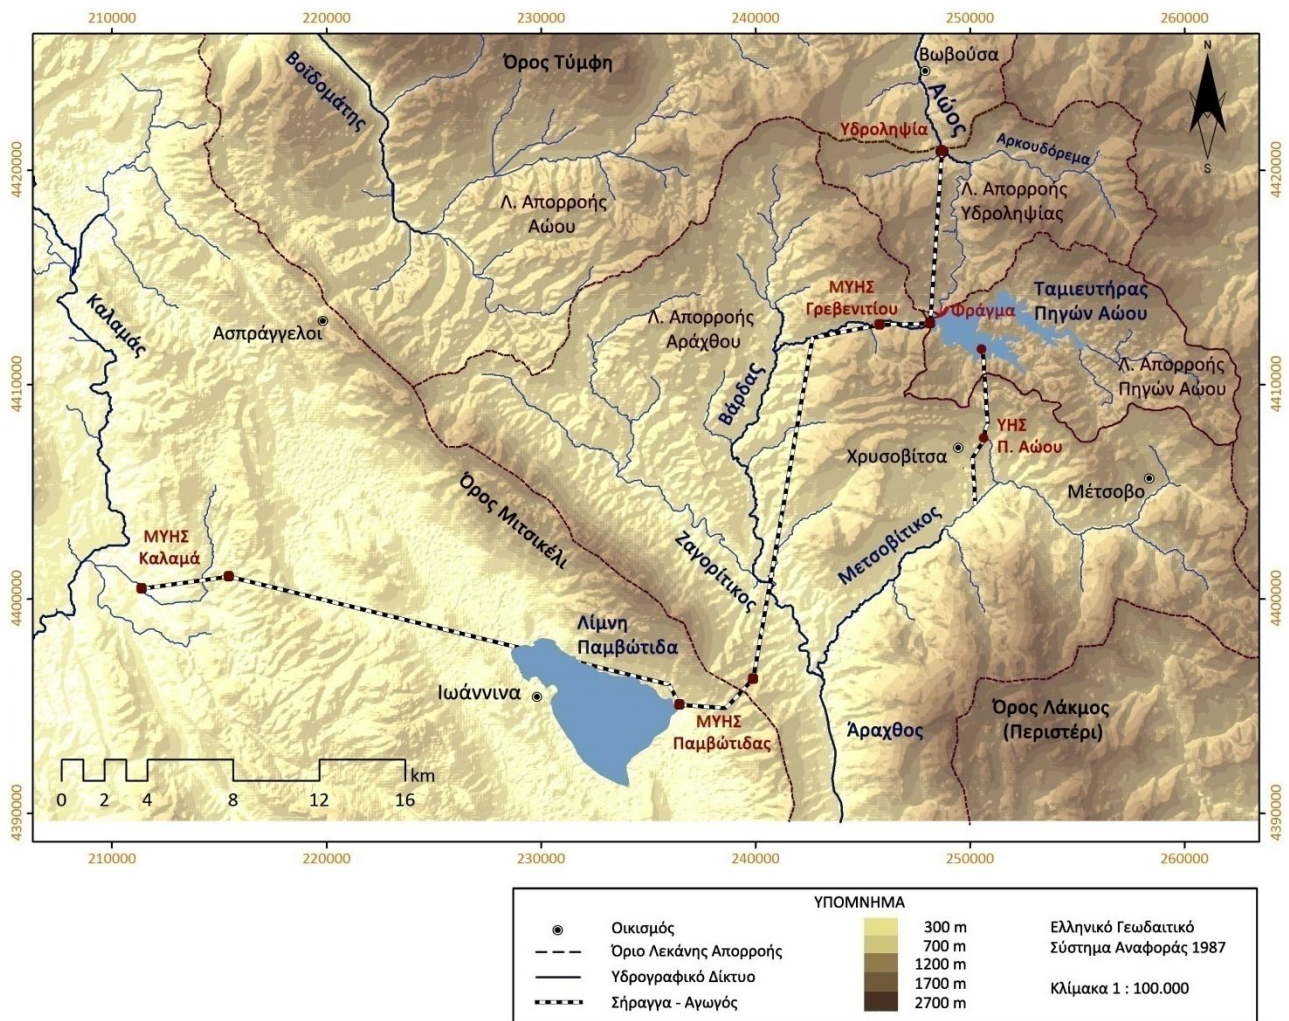 210000
220000
230000
240000
250000
260000
4420000
4410000
4400000
4390000
4420000
4410000
4400000
4390000
Βοϊδομάτης
Όρος Τύμφη
Βωβούσα
Αώος
Υδροληψία
Αρκουδόρεμα
N
S
Λ. Απορροής
Αώου
Λ. Απορροής
Υδροληψίας
Καλαμάς
Ασπράγγελοι
Λ. Απορροής
Αράχθου
ΜΥΗΣ
Γρεβενιτίου
Φράγμα
Ταμιευτήρας
Πηγών Αώου
Λ. Απορροής
Πηγών Αώου
Βάρδας
Χρυσοβίτσα
ΥΗΣ
Π. Αώου
Μέτσοβο
Όρος Μιτσικέλι
Ζαγορίτικος
Μετσοβίτικος
ΜΥΗΣ
Καλαμά
Λίμνη
Παμβώτιδα
Ιωάννινα
ΜΥΗΣ
Παμβώτιδας
Άραχθος
Όρος Λάκμος
(Περιστέρι)
km
0 2 4 8 12 16
210000
220000
230000
240000
250000
260000
ΥΠΟΜΝΗΜΑ
Οικισμός
Όριο Λεκάνης Απορροής
Υδρογραφικό Δίκτυο
Σήραγγα - Αγωγός
300 m
700 m
1200 m
1700 m
2700 m
Ελληνικό Γεωδαιτικό
Σύστημα Αναφοράς 1987
Κλίμακα 1 : 100.000